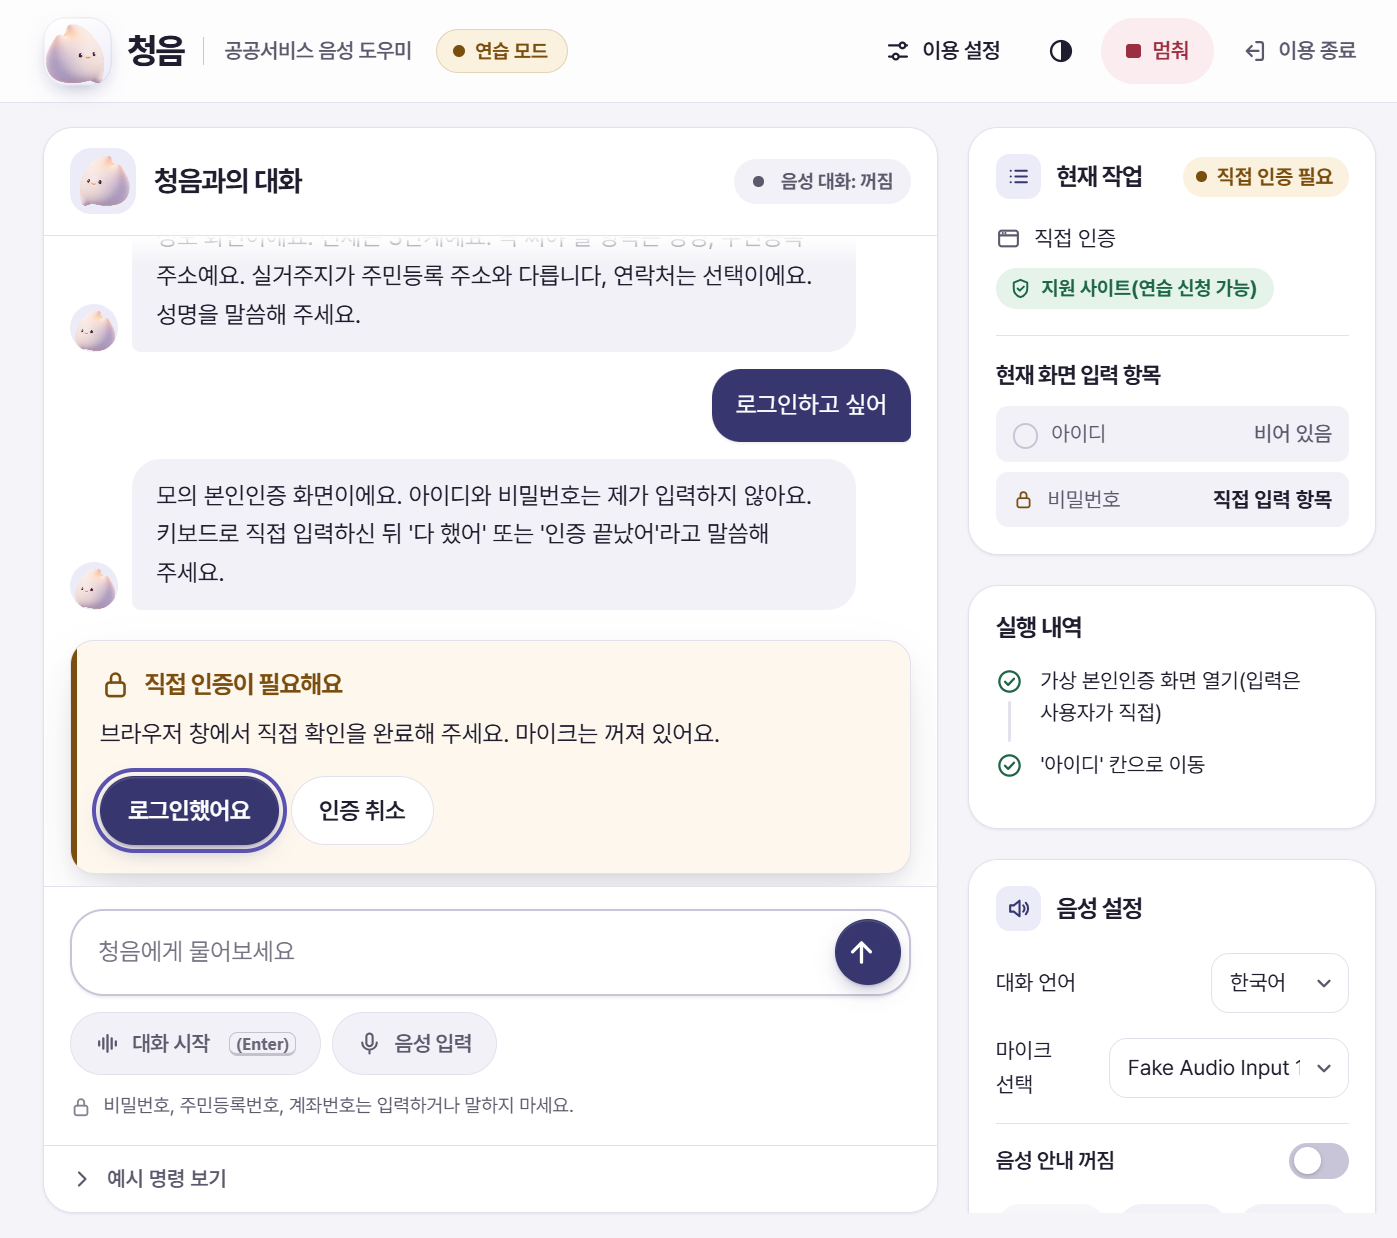 청음
공공서비스 음성 도우미
연습 모드
이용 설정
멈춰
이용 종료
청음과의 대화
음성 대화: 꺼짐
주소예요. 실거주지가 주민등록 주소와 다릅니다, 연락처는 선택이에요.
성명을 말씀해 주세요.
로그인하고 싶어
모의 본인인증 화면이에요. 아이디와 비밀번호는 제가 입력하지 않아요.
키보드로 직접 입력하신 뒤 '다 했어' 또는 '인증 끝났어'라고 말씀해
주세요.
직접 인증이 필요해요
브라우저 창에서 직접 확인을 완료해 주세요. 마이크는 꺼져 있어요.
로그인했어요
인증 취소
청음에게 물어보세요
대화 시작 (Enter)
음성 입력
비밀번호, 주민등록번호, 계좌번호는 입력하거나 말하지 마세요.
예시 명령 보기
현재 작업
직접 인증 필요
직접 인증
지원 사이트(연습 신청 가능)
현재 화면 입력 항목
아이디 비어 있음
비밀번호 직접 입력 항목
실행 내역
가상 본인인증 화면 열기(입력은
사용자가 직접)
'아이디' 칸으로 이동
음성 설정
대화 언어 한국어
마이크
선택
Fake Audio Input
음성 안내 꺼짐